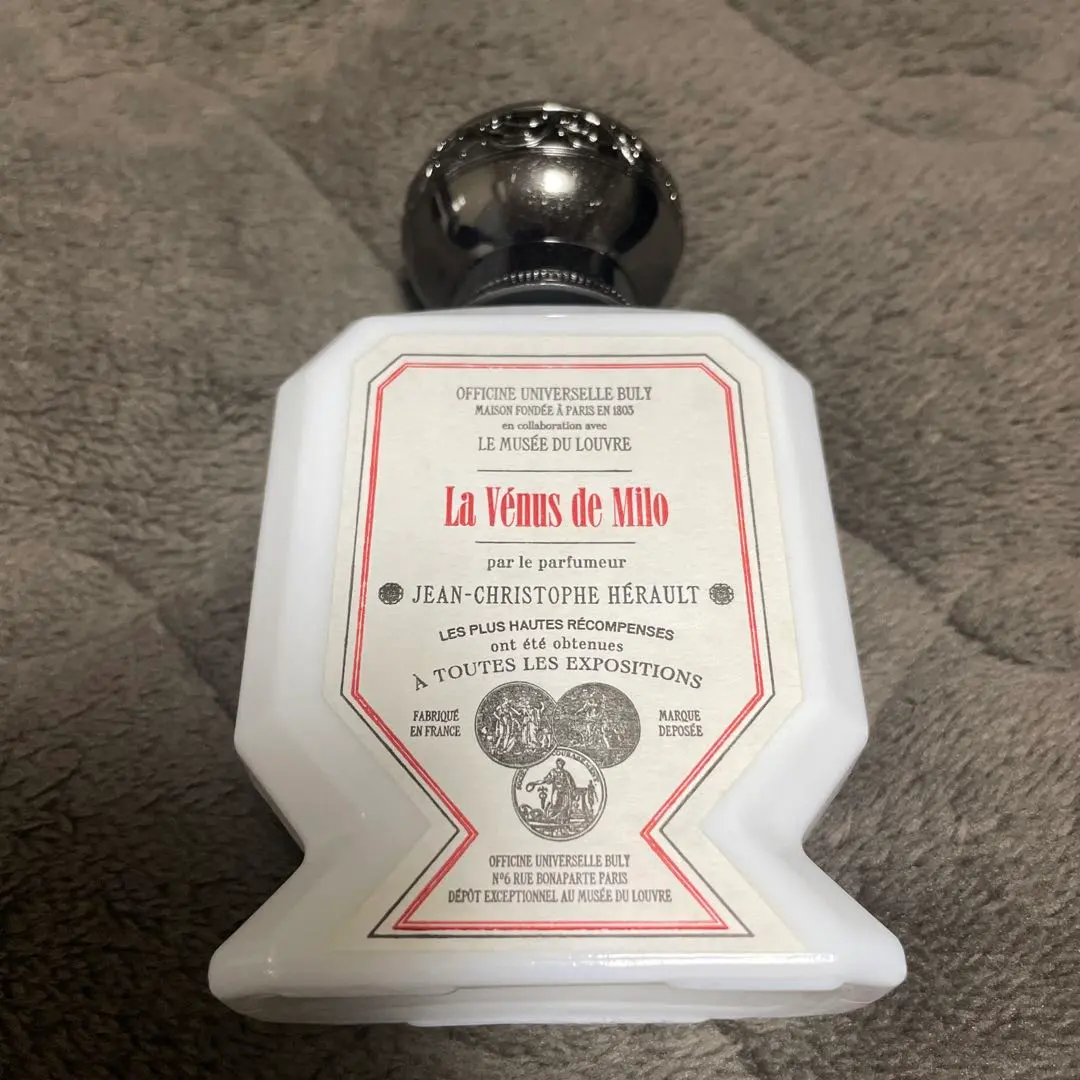 OFFICINE UNIVERSELLE BULY
MAISON FONDÉE À PARIS EN 1803
en collaboration avec
LE MUSÉE DU LOUVRE
La Vénus de Milo
par le parfumeur
JEAN-CHRISTOPHE HÉRAULT
LES PLUS HAUTES RÉCOMPENSES
ont été obtenues
À TOUTES LES EXPOSITIONS
FABRIQUÉ
EN FRANCE
MARQUE
DEPOSÉE
OFFICINE UNIVERSELLE BULY
Nº6 RUE BONAPARTE PARIS
DÉPÔT EXCEPTIONNEL AU MUSÉE DU LOUVRE